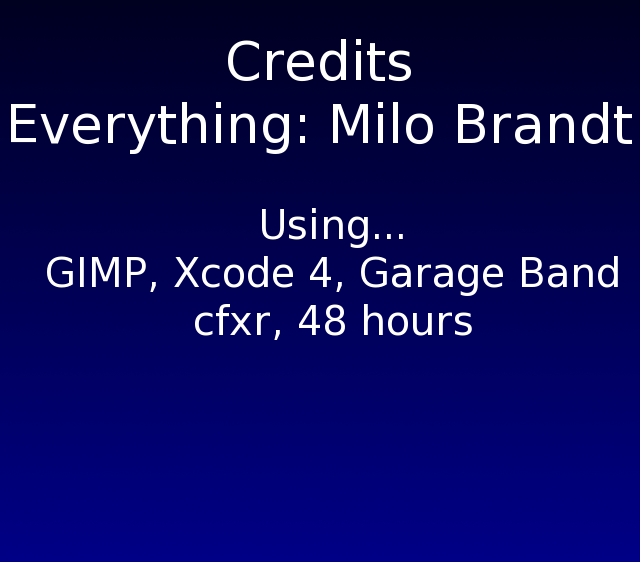 Credits
Everything: Milo Brandt
Using...
GIMP, Xcode 4, Garage Band
cfxr, 48 hours